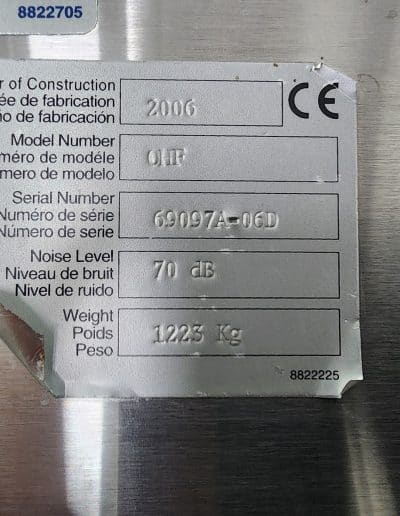 8822705
r of Construction
ée de fabrication
ño de fabricación
2006
CE
Model Number
méro de modéle
úmero de modelo
OHF
Serial Number
Numéro de série
Número de serie
69097A-06D
Noise Level
Niveau de bruit
Nivel de ruido
70 dB
Weight
Poids
Peso
1223 Kg
8822225